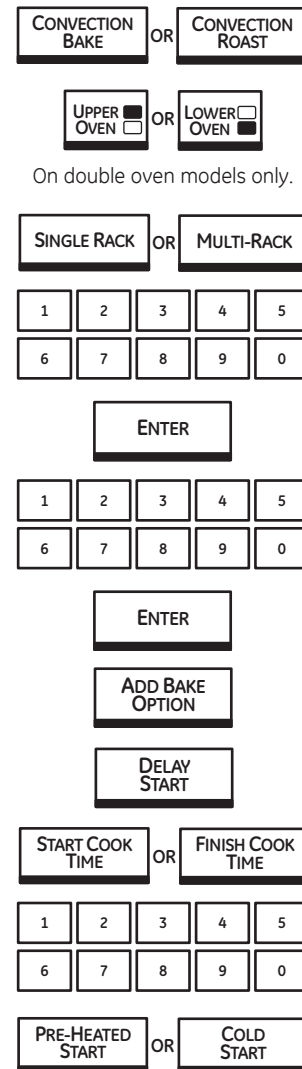 CONVECTION BAKE OR CONVECTION ROAST
UPPER OVEN OR LOWER OVEN
On double oven models only.
SINGLE RACK OR MULTI-RACK
1 2 3 4 5
6 7 8 9 0
ENTER
1 2 3 4 5
6 7 8 9 0
ENTER
ADD BAKE
OPTION
DELAY
START
START COOK TIME OR FINISH COOK TIME
1 2 3 4 5
6 7 8 9 0
PRE-HEATED START OR COLD START